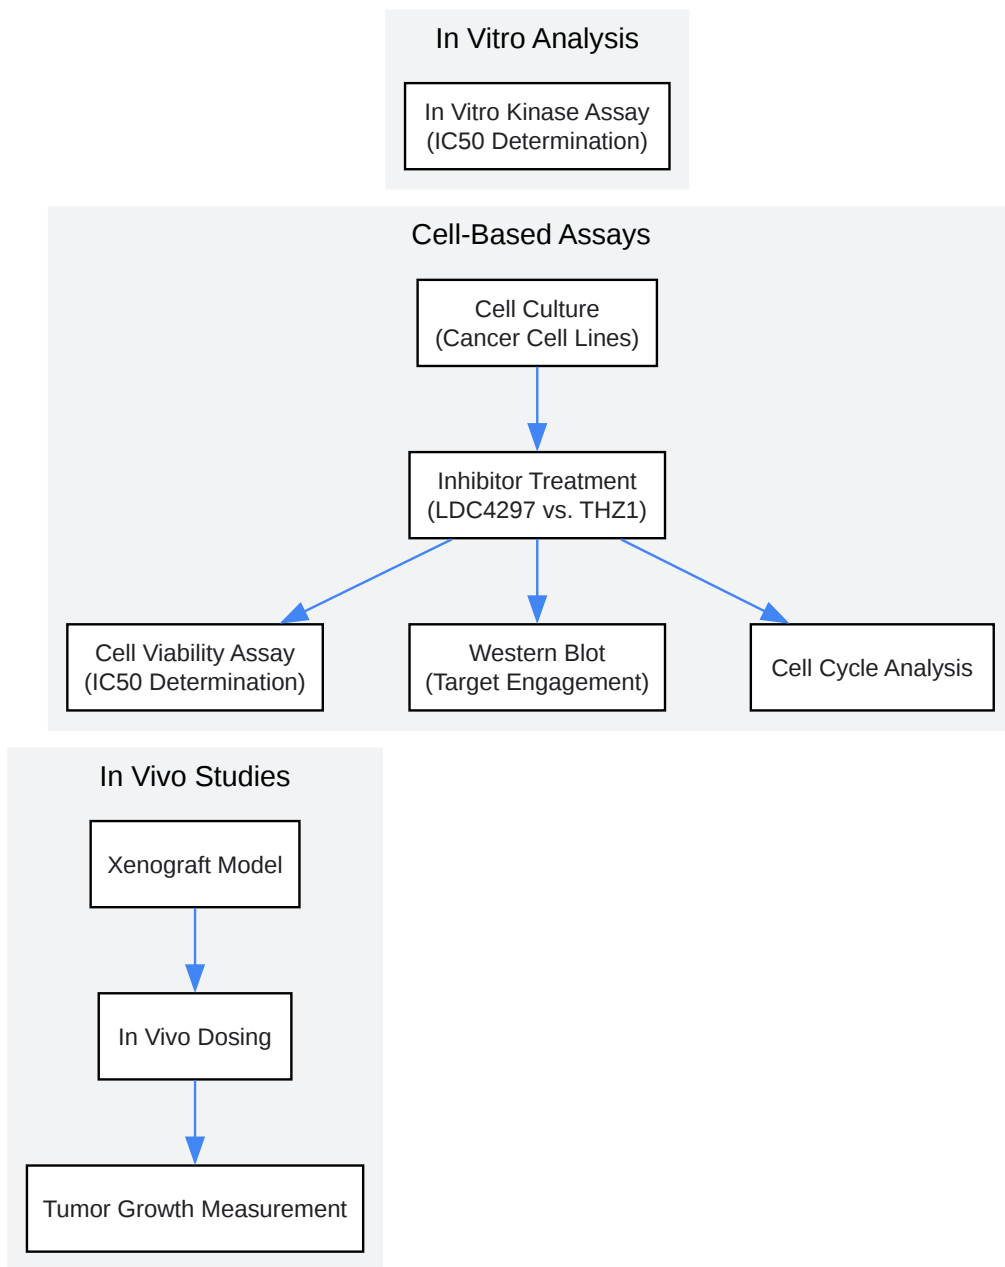 In Vitro Analysis
In Vitro Kinase Assay
(IC50 Determination)
Cell-Based Assays
Cell Culture
(Cancer Cell Lines)
Inhibitor Treatment
(LDC4297 vs. THZ1)
Cell Viability Assay
(IC50 Determination)
Western Blot
(Target Engagement)
Cell Cycle Analysis
In Vivo Studies
Xenograft Model
In Vivo Dosing
Tumor Growth Measurement